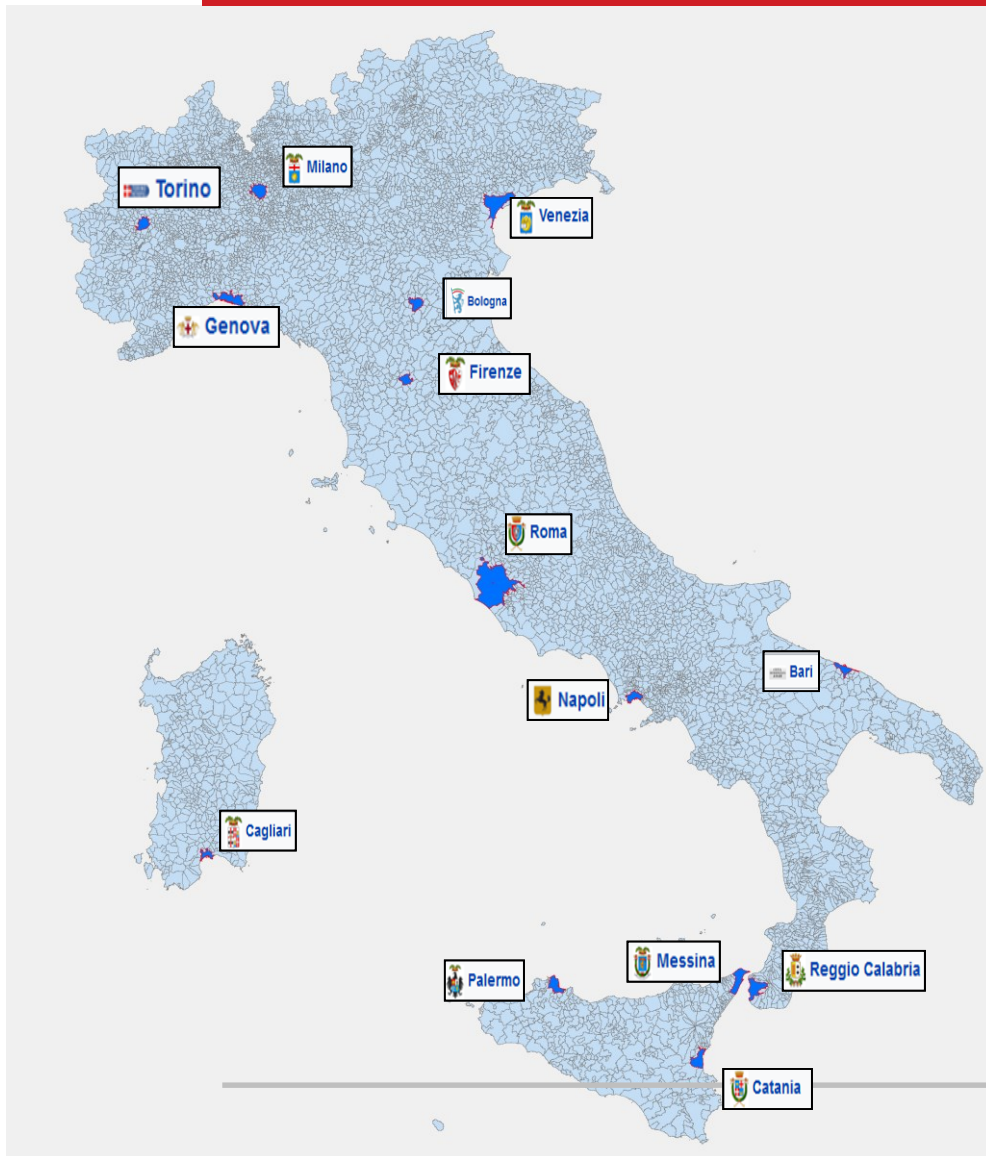 Milano
Torino
Venezia
Bologna
Genova
Firenze
Roma
Bari
Napoli
Cagliari
Messina
Reggio Calabria
Palermo
Catania